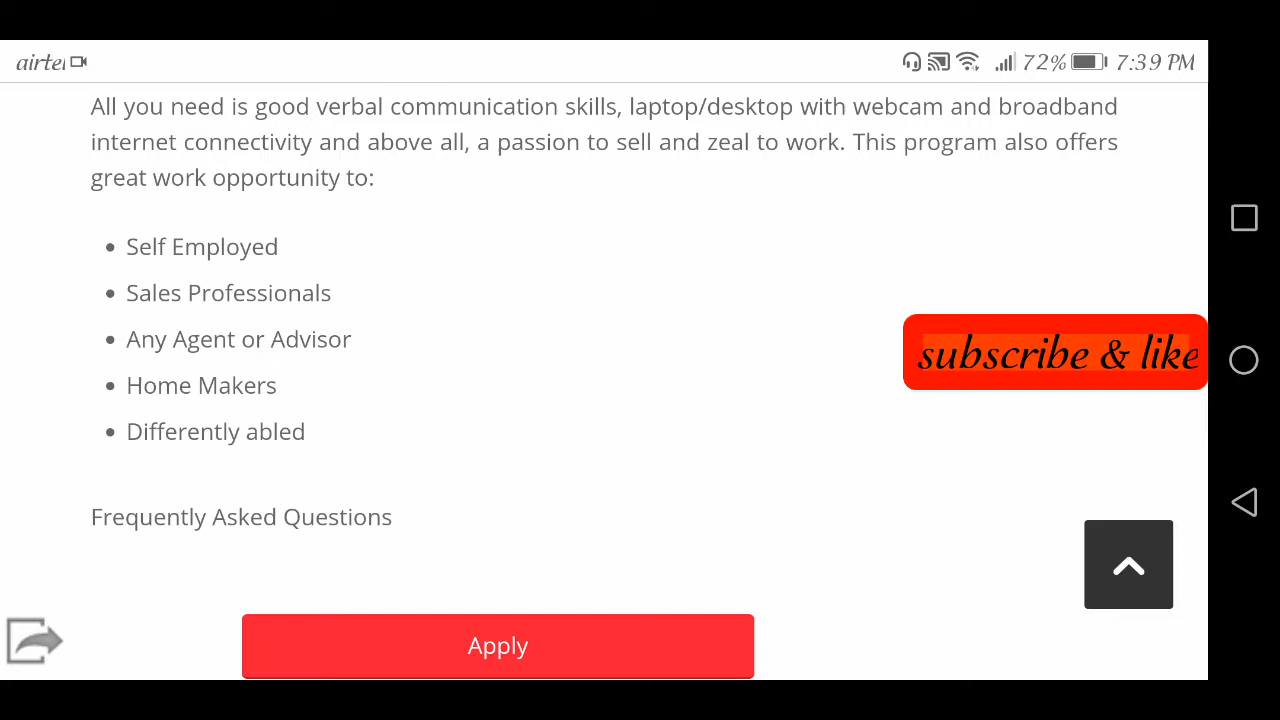 airtel
72% 7:39 PM
All you need is good verbal communication skills, laptop/desktop with webcam and broadband
internet connectivity and above all, a passion to sell and zeal to work. This program also offers
great work opportunity to:
Self Employed
Sales Professionals
Any Agent or Advisor
subscribe & like
Home Makers
Differently abled
Frequently Asked Questions
Apply